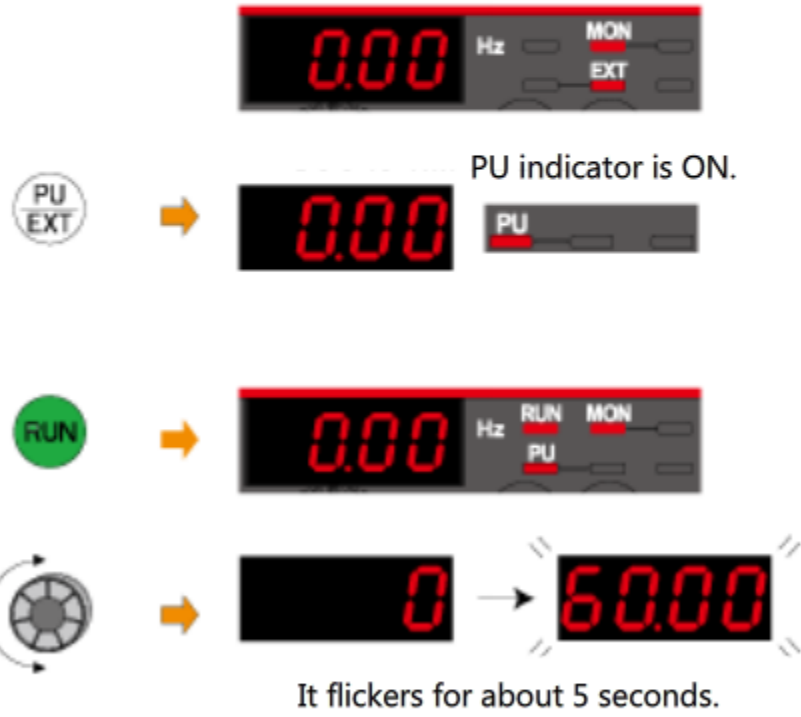 0.00 Hz MON
EXT
PU indicator is ON.
PU
EXT
0.00 PU
RUN
0.00 Hz RUN MON
PU
0 60.00
It flickers for about 5 seconds.